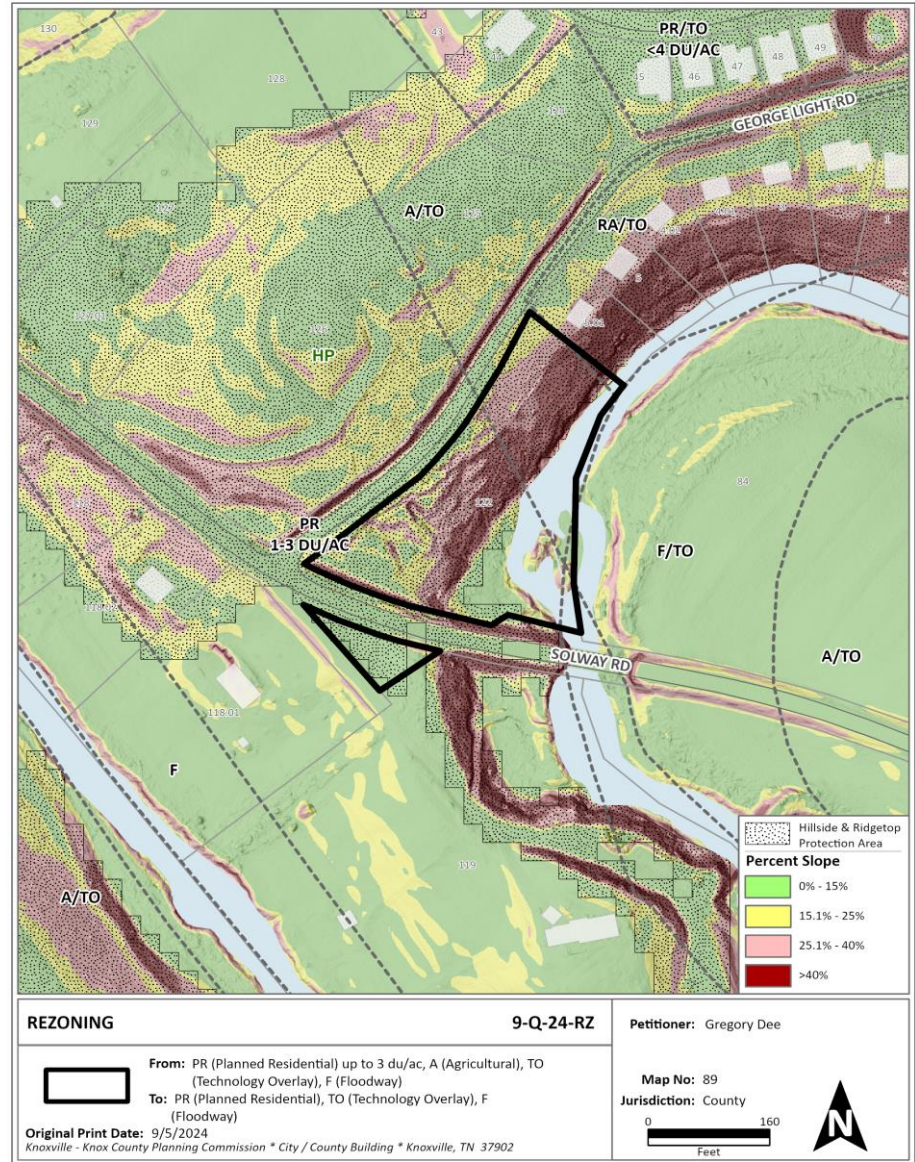 130
43
PR/TO
<4 DU/AC
44
45
46
47
48
49
128
129
GEORGE LIGHT RD
A/TO
RA/TO
HP
PR
1-3 DU/AC
122
84
F/TO
A/TO
SOLWAY RD
118.01
F
119
A/TO
Hillside & Ridgetop
Protection Area
Percent Slope
0% - 15%
15.1% - 25%
25.1% - 40%
>40%
REZONING
9-Q-24-RZ
From: PR (Planned Residential) up to 3 du/ac, A (Agricultural), TO
(Technology Overlay), F (Floodway)
To: PR (Planned Residential), TO (Technology Overlay), F
(Floodway)
Original Print Date: 9/5/2024
Knoxville - Knox County Planning Commission * City / County Building * Knoxville, TN 37902
Petitioner: Gregory Dee
Map No: 89
Jurisdiction: County
0 160
Feet
N